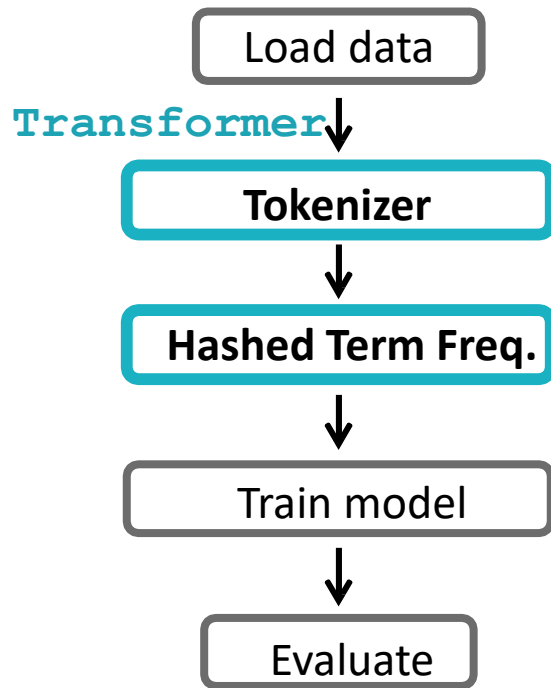 Load data
Transformer
Tokenizer
Hashed Term Freq.
Train model
Evaluate